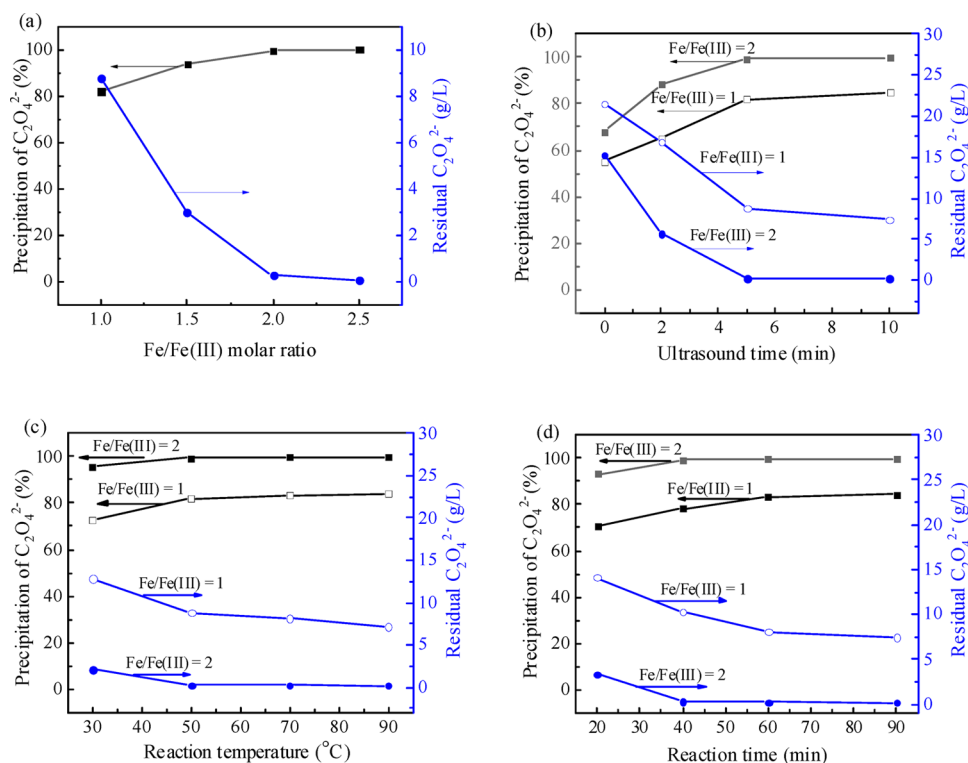 (a)
Precipitation of C₂O₄²⁻ (%)
100
80
60
40
20
0
10
8
6
4
2
0
Residual C₂O₄²⁻ (g/L)
1.0 1.5 2.0 2.5
Fe/Fe(III) molar ratio
(b)
Precipitation of C₂O₄²⁻ (%)
100
80
60
40
20
0
Fe/Fe(III) = 2
Fe/Fe(III) = 1
Fe/Fe(III) = 1
Fe/Fe(III) = 2
30
25
20
15
10
5
0
Residual C₂O₄²⁻ (g/L)
0 2 4 6 8 10
Ultrasound time (min)
(c)
Precipitation of C₂O₄²⁻ (%)
100
80
60
40
20
0
Fe/Fe(III) = 2
Fe/Fe(III) = 1
Fe/Fe(III) = 1
Fe/Fe(III) = 2
30
25
20
15
10
5
0
Residual C₂O₄²⁻ (g/L)
30 40 50 60 70 80 90
Reaction temperature (°C)
(d)
Precipitation of C₂O₄²⁻ (%)
100
80
60
40
20
0
Fe/Fe(III) = 2
Fe/Fe(III) = 1
Fe/Fe(III) = 1
Fe/Fe(III) = 2
30
25
20
15
10
5
0
Residual C₂O₄²⁻ (g/L)
20 30 40 50 60 70 80 90
Reaction time (min)